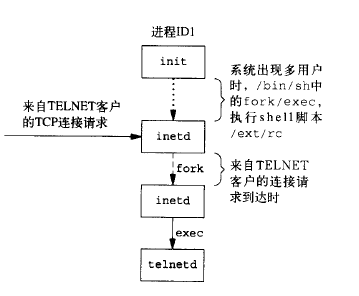 进程ID1
init
系统出现多用户
时，/bin/sh中
的fork/exec，
执行shell脚本
/ext/rc
来自TELNET客户
的TCP连接请求
inetd
fork
来自TELNET
客户的连接请
求到达时
inetd
exec
telnetd